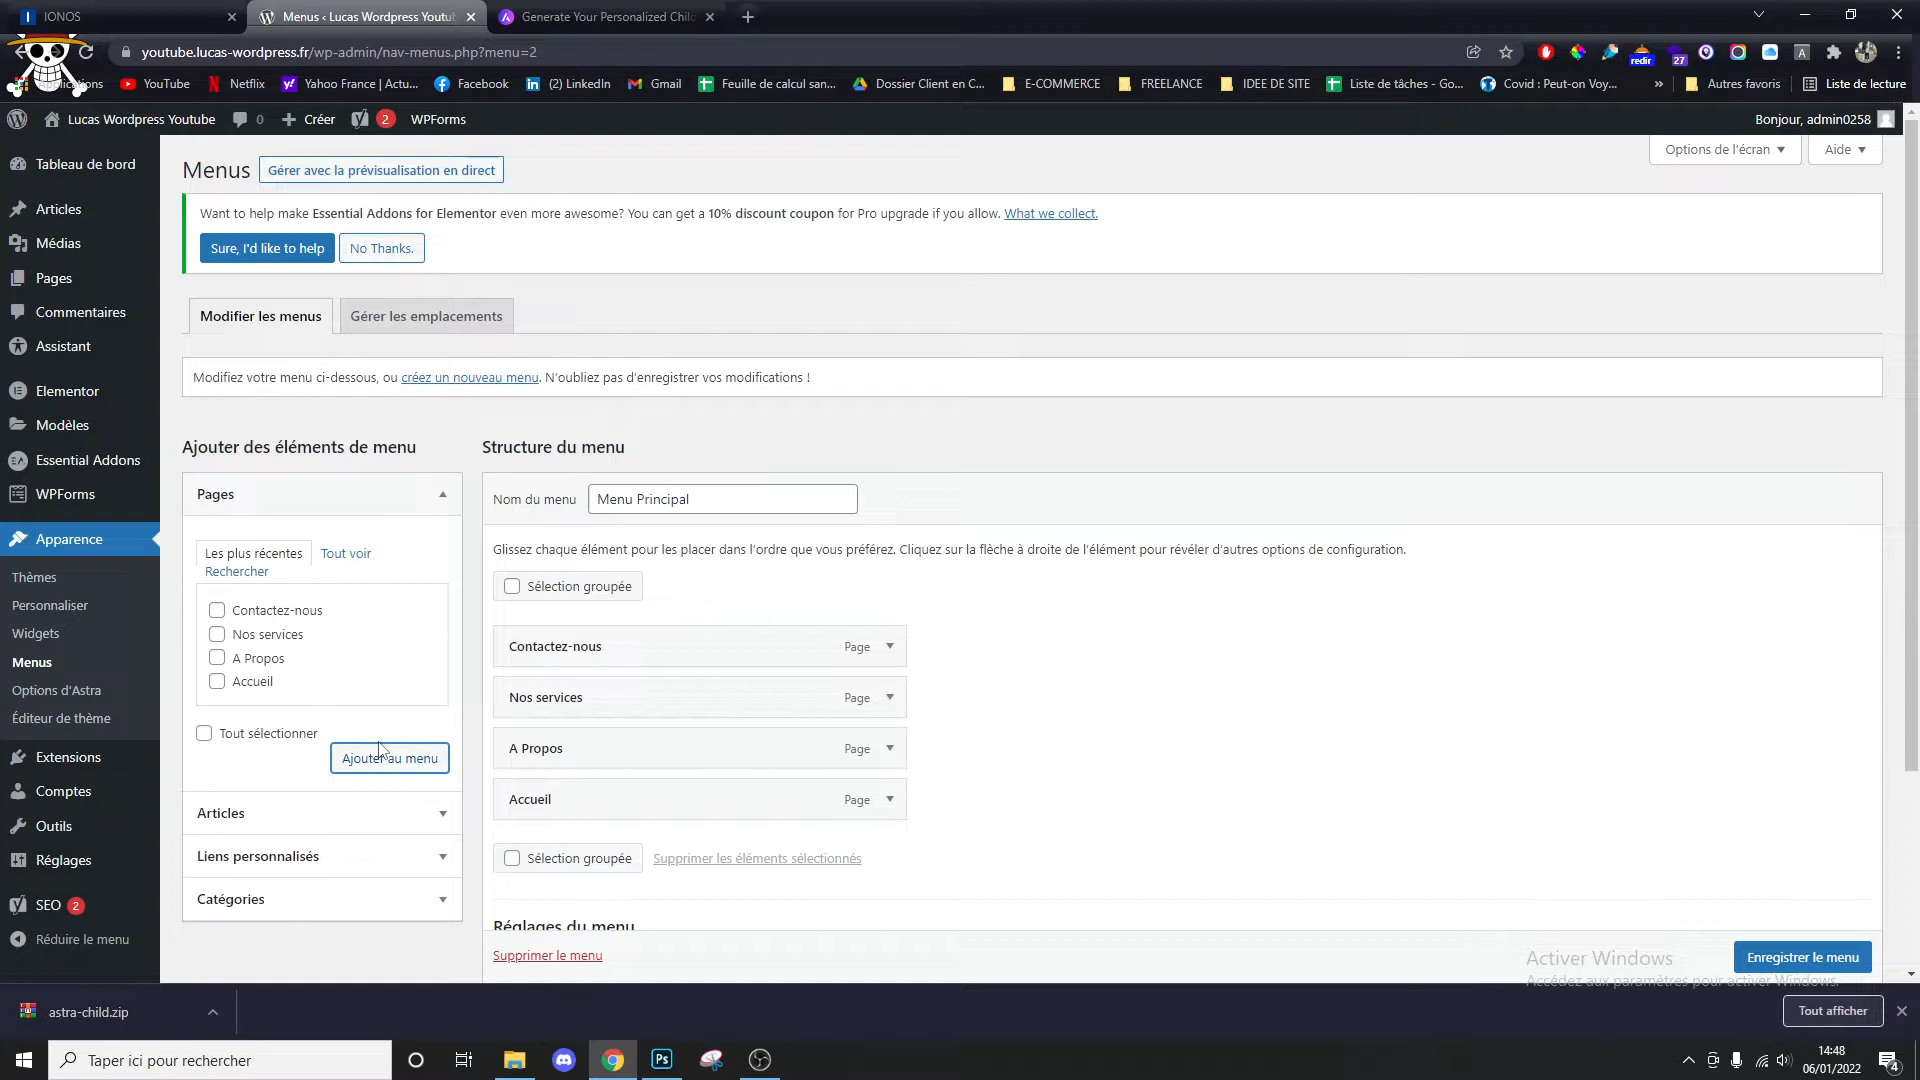 IONOS
Menus ‹ Lucas Wordpress Youtu
Generate Your Personalized Child
youtube.lucas-wordpress.fr/wp-admin/nav-menus.php?menu=2
redir
27
YouTube
Netflix
Yahoo France | Actu...
Facebook
(2) LinkedIn
Gmail
Feuille de calcul san...
Dossier Client en C...
E-COMMERCE
FREELANCE
IDEE DE SITE
Liste de tâches - Go...
Covid : Peut-on Voy...
»
Autres favoris
Liste de lecture
Lucas Wordpress Youtube
0
Créer
2
WPForms
Bonjour, admin0258
Options de l'écran
Aide
Tableau de bord
Articles
Médias
Pages
Commentaires
Assistant
Elementor
Modèles
Essential Addons
WPForms
Apparence
Thèmes
Personnaliser
Widgets
Menus
Options d'Astra
Éditeur de thème
Extensions
Comptes
Outils
Réglages
SEO 2
Réduire le menu
Menus
Gérer avec la prévisualisation en direct
Want to help make Essential Addons for Elementor even more awesome? You can get a 10% discount coupon for Pro upgrade if you allow. What we collect.
Sure, I'd like to help
No Thanks.
Modifier les menus
Gérer les emplacements
Modifiez votre menu ci-dessous, ou créez un nouveau menu. N'oubliez pas d'enregistrer vos modifications !
Ajouter des éléments de menu
Pages
Les plus récentes
Tout voir
Rechercher
Contactez-nous
Nos services
A Propos
Accueil
Tout sélectionner
Ajouter au menu
Articles
Liens personnalisés
Catégories
Structure du menu
Nom du menu
Menu Principal
Glissez chaque élément pour les placer dans l'ordre que vous préférez. Cliquez sur la flèche à droite de l'élément pour révéler d'autres options de configuration.
Sélection groupée
Contactez-nous Page
Nos services Page
A Propos Page
Accueil Page
Sélection groupée
Supprimer les éléments sélectionnés
Réglages du menu
Supprimer le menu
Enregistrer le menu
Activer Windows
Accédez aux paramètres pour activer Windows.
astra-child.zip
Tout afficher
Taper ici pour rechercher
Ps
14:48
06/01/2022
4